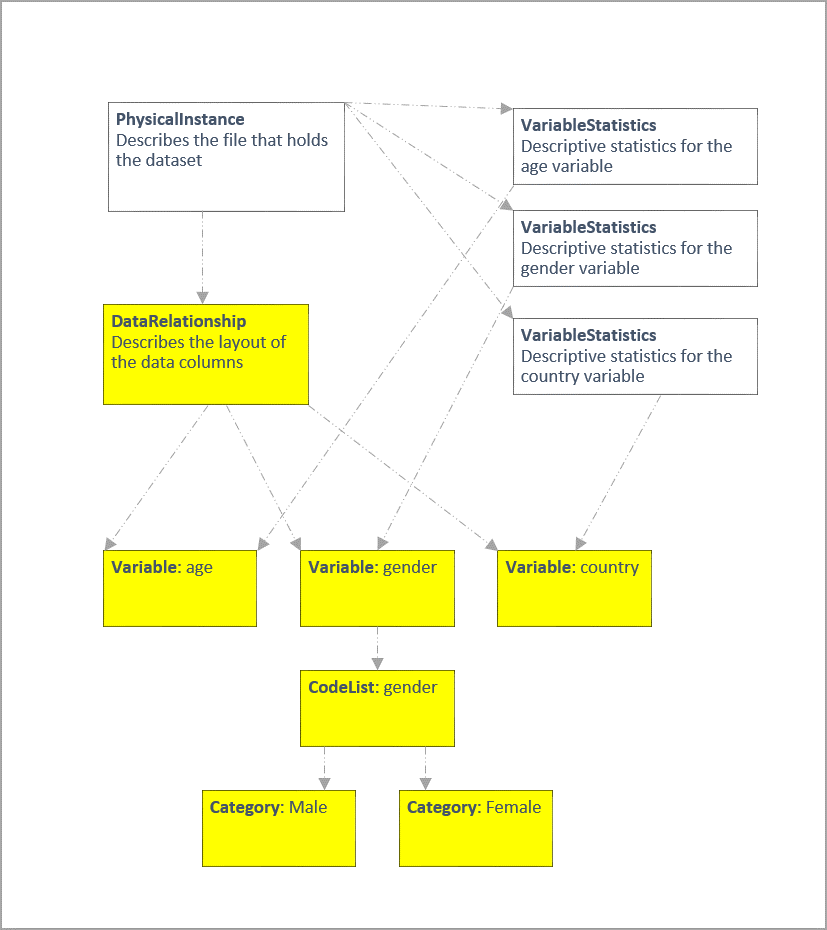 PhysicalInstance
Describes the file that holds
the dataset
VariableStatistics
Descriptive statistics for the
age variable
VariableStatistics
Descriptive statistics for the
gender variable
DataRelationship
Describes the layout of
the data columns
VariableStatistics
Descriptive statistics for the
country variable
Variable: age
Variable: gender
Variable: country
CodeList: gender
Category: Male
Category: Female